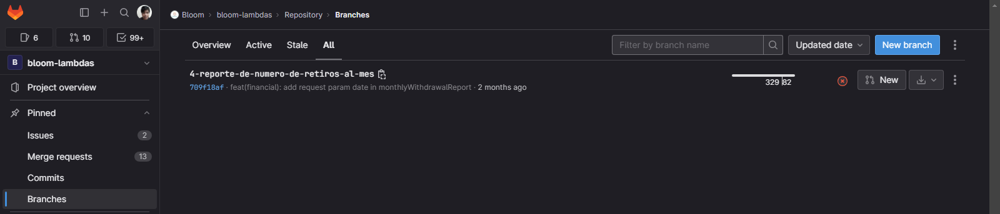 Bloom > bloom-lambdas > Repository > Branches
6 10 99+
Overview Active Stale All
Filter by branch name
Updated date
New branch
B bloom-lambdas
4-reporte-de-numero-de-retiros-al-mes
709f18af · feat(financial): add request param date in monthlyWithdrawalReport · 2 months ago
329 82
New
Project overview
Pinned
Issues 2
Merge requests 13
Commits
Branches